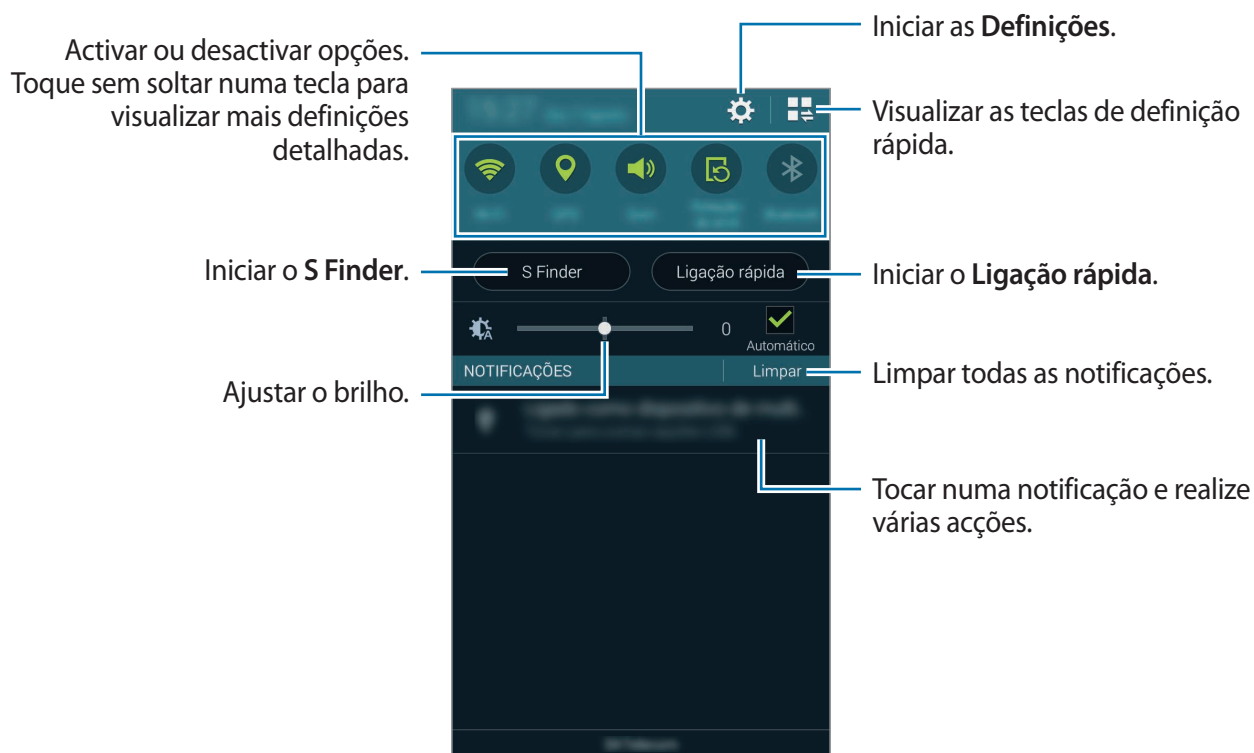 Activar ou desactivar opções.
Toque sem soltar numa tecla para
visualizar mais definições
detalhadas.
Iniciar as Definições.
Visualizar as teclas de definição
rápida.
Iniciar o S Finder.
S Finder
Ligação rápida
Iniciar o Ligação rápida.
0
Automático
NOTIFICAÇÕES
Limpar
Ajustar o brilho.
Limpar todas as notificações.
Tocar numa notificação e realize
várias acções.